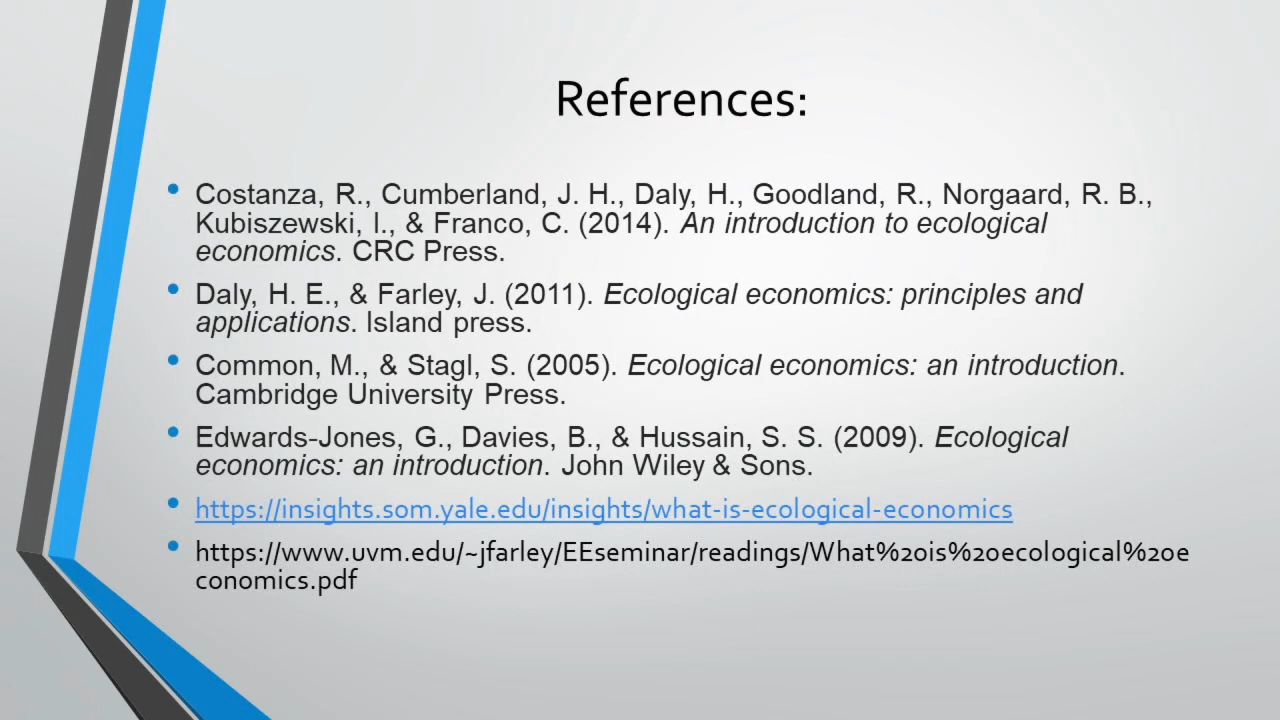 References:
Costanza, R., Cumberland, J. H., Daly, H., Goodland, R., Norgaard, R. B.,
Kubiszewski, I., & Franco, C. (2014). An introduction to ecological
economics. CRC Press.
Daly, H. E., & Farley, J. (2011). Ecological economics: principles and
applications. Island press.
Common, M., & Stagl, S. (2005). Ecological economics: an introduction.
Cambridge University Press.
Edwards-Jones, G., Davies, B., & Hussain, S. S. (2009). Ecological
economics: an introduction. John Wiley & Sons.
https://insights.som.yale.edu/insights/what-is-ecological-economics
https://www.uvm.edu/~jfarley/EEseminar/readings/What%20is%20ecological%20e
conomics.pdf